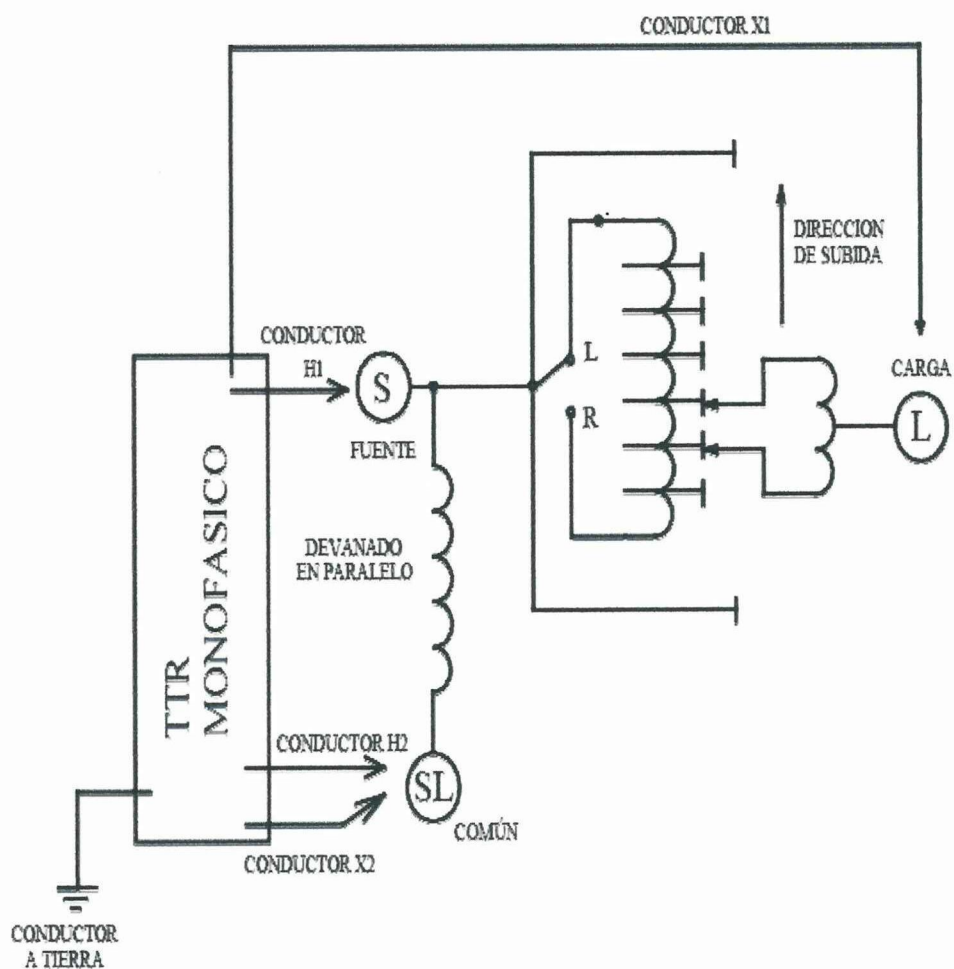 CONDUCTOR X1
DIRECCION
DE SUBIDA
CONDUCTOR
H1
S
FUENTE
L
R
CARGA
L
DEVANADO
EN PARALELO
TTR
MONOFASICO
CONDUCTOR H2
SL
COMÚN
CONDUCTOR X2
CONDUCTOR
A TIERRA